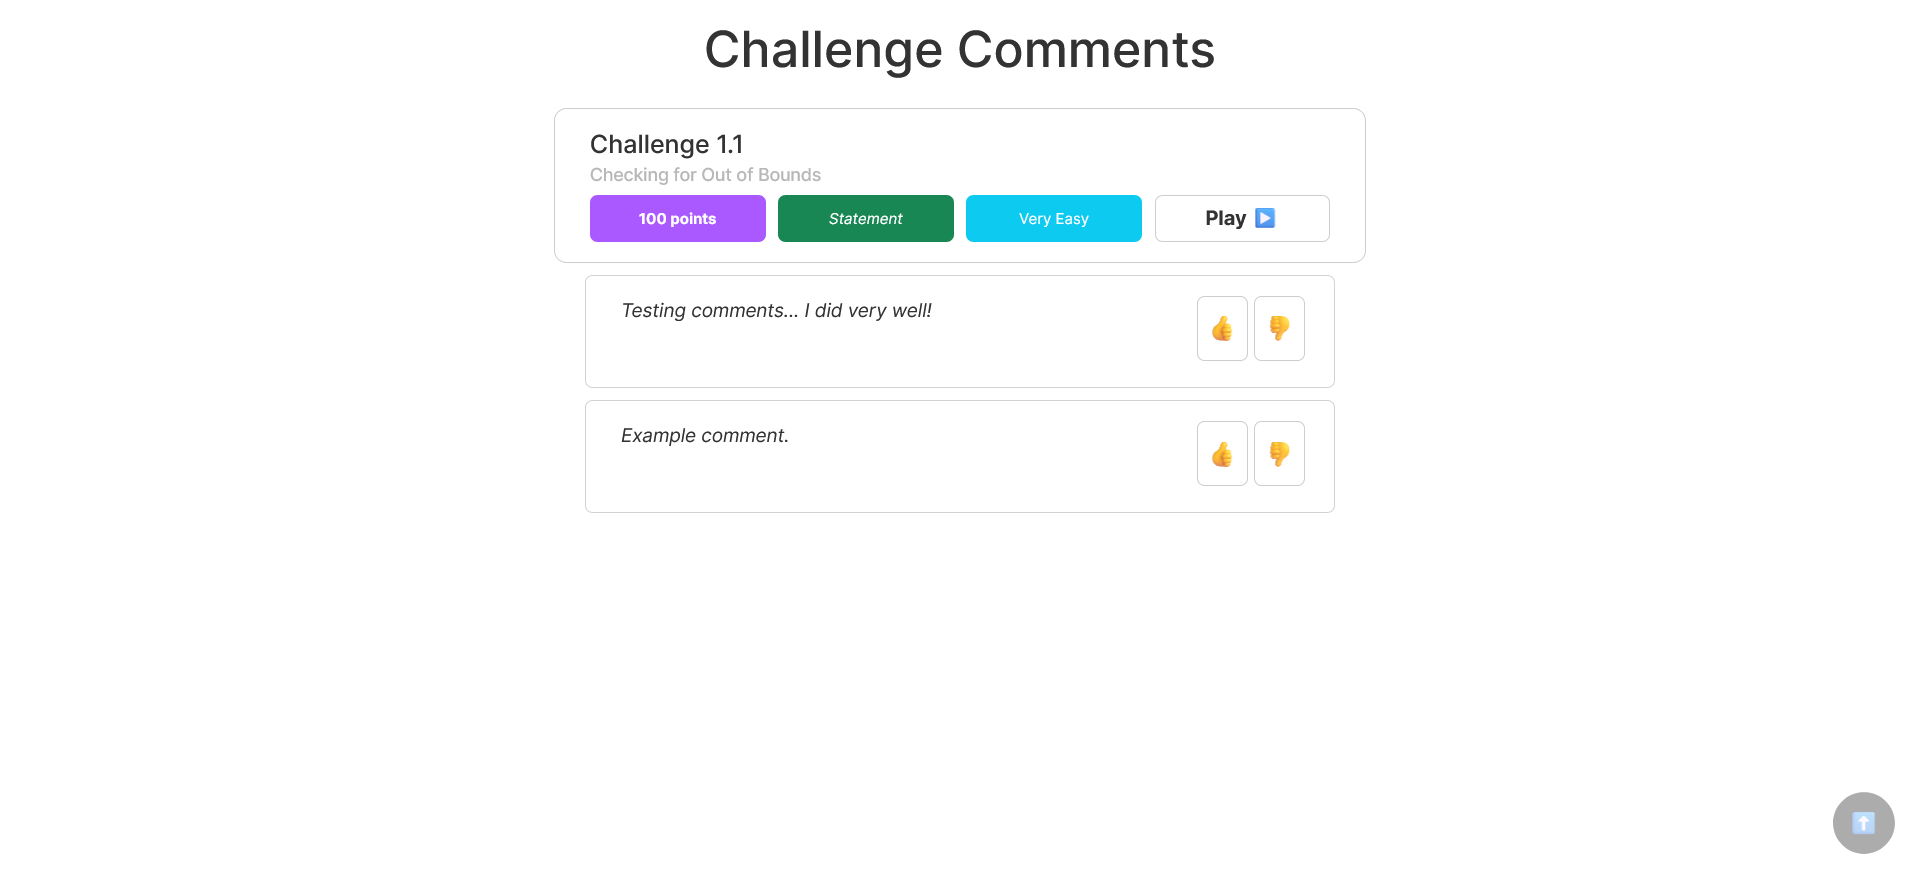 Challenge Comments
Challenge 1.1
Checking for Out of Bounds
100 points
Statement
Very Easy
Play
Testing comments... I did very well!
Example comment.